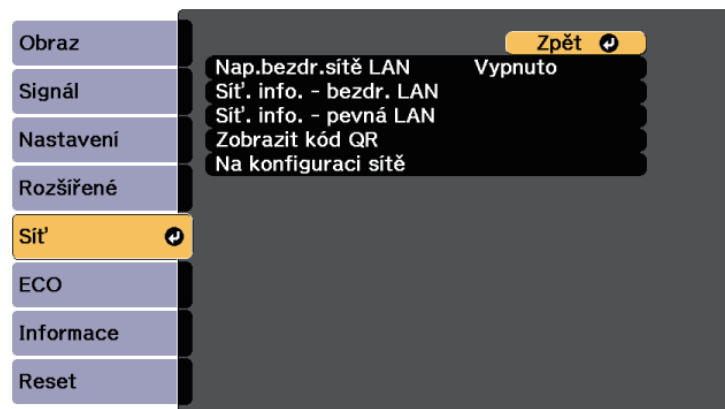 Obraz
Signál
Nastavení
Rozšířené
Síť
ECO
Informace
Reset
Zpět
Nap.bezdr.sítě LAN Vypnuto
Síť. info. - bezdr. LAN
Síť. info. - pevná LAN
Zobrazit kód QR
Na konfiguraci sítě